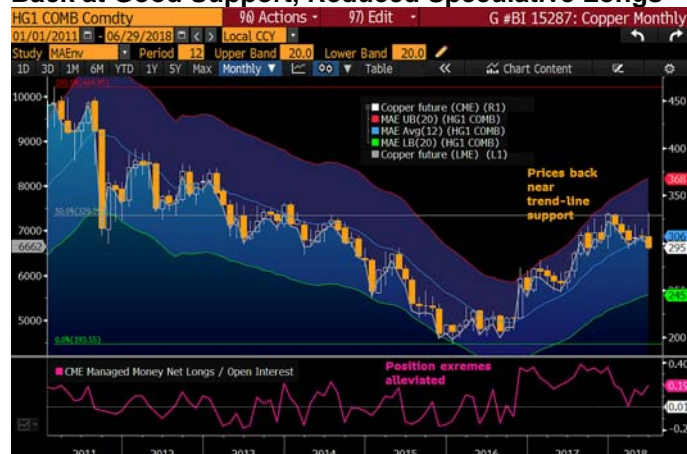 Back at Good Support, Reduced Speculative Longs
HG1 COMB Comdty 96) Actions 97) Edit G #BI 15287: Copper Monthly
01/01/2011 - 06/29/2018 Local CCY
Study MAEnv Period 12 Upper Band 20.0 Lower Band 20.0
1D 3D 1M 6M YTD 1Y 5Y Max Monthly ▼ Table « Chart Content
10000
9000
8000
7000
6662
6000
5000
Copper future (CME) (R1)
MAE UB(20) (HG1 COMB)
MAE Avg(12) (HG1 COMB)
MAE LB(20) (HG1 COMB)
Copper future (LME) (L1)
Prices back
near
trend-line
support
0.0%(193.55)
450
368
350
306
295
245
200
CME Managed Money Net Longs / Open Interest
Position exremes
alleviated
0.40
0.19
0.01
2011 2012 2013 2014 2015 2016 2017 2018